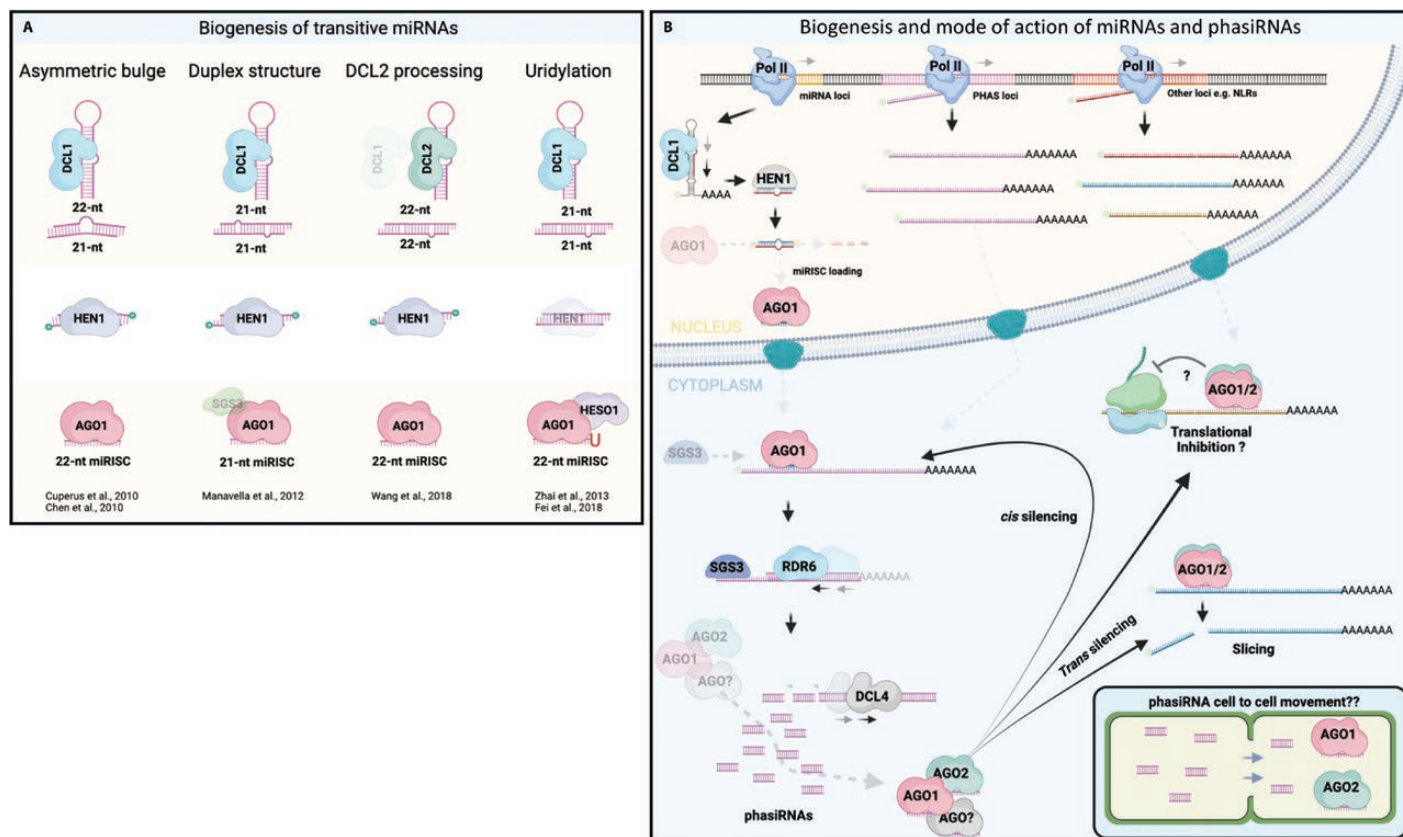 A
Biogenesis of transitive miRNAs
Asymmetric bulge
Duplex structure
DCL2 processing
Uridylation
DCL1
DCL1
DCL1
DCL2
DCL1
22-nt
21-nt
22-nt
21-nt
21-nt
21-nt
22-nt
21-nt
HEN1
HEN1
HEN1
HEN1
AGO1
SGS3
AGO1
AGO1
AGO1
HESO1
U
22-nt miRISC
21-nt miRISC
22-nt miRISC
22-nt miRISC
Cuperus et al., 2010
Chen et al., 2010
Manavella et al., 2012
Wang et al., 2018
Zhai et al., 2013
Fei et al., 2018
B
Biogenesis and mode of action of miRNAs and phasiRNAs
Pol II
Pol II
Pol II
miRNA loci
PHAS loci
Other loci e.g. NLRs
DCL1
AAAA
HEN1
AAAAAAA
AAAAAAA
AAAAAAA
AAAAAAA
AAAAAAA
AAAAAAA
AGO1
miRISC loading
AGO1
NUCLEUS
CYTOPLASM
?
AGO1/2
AAAAAAA
Translational
Inhibition ?
SGS3
AGO1
AAAAAAA
cis silencing
SGS3
RDR6
AAAAAAA
AGO1/2
AAAAAAA
AAAAAAA
Slicing
Trans silencing
AGO2
AGO1
AGO?
DCL4
phasiRNAs
AGO2
AGO1
AGO?
phasiRNA cell to cell movement??
AGO1
AGO2